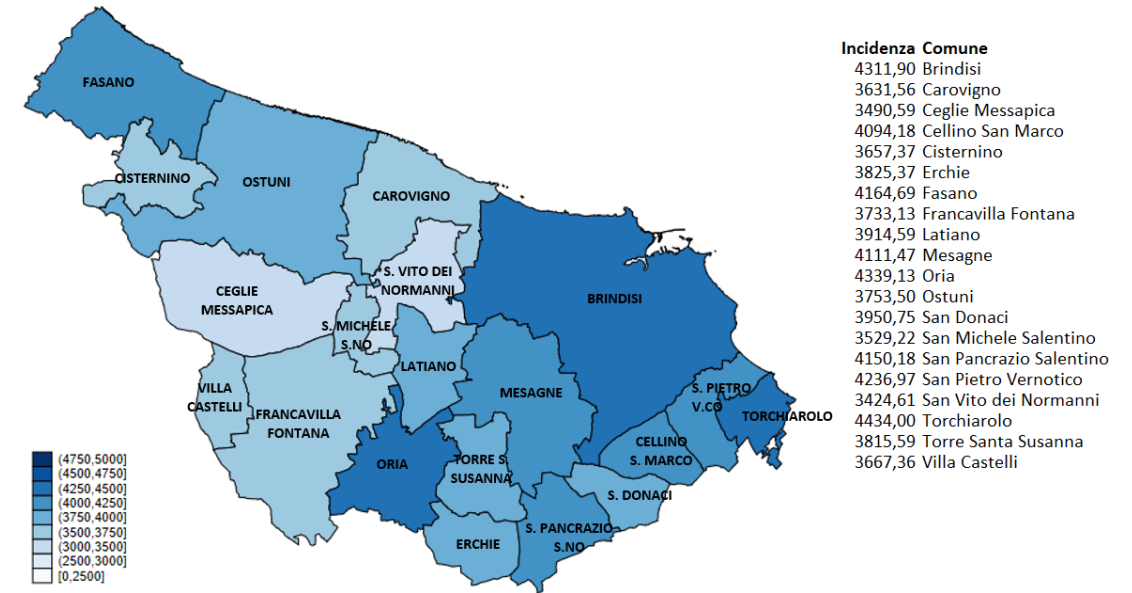 FASANO
CISTERNINO
OSTUNI
CAROVIGNO
S. VITO DEI
NORMANNI
CEGLIE
MESSAPICA
BRINDISI
S. MICHELE
S.NO
LATIANO
MESAGNE
VILLA
CASTELLI
FRANCAVILLA
FONTANA
S. PIETRO
V.CO
TORCHIAROLO
CELLINO
S. MARCO
ORIA
TORRE S.
SUSANNA
S. DONACI
S. PANCRAZIO
S.NO
ERCHIE
(4750,5000]
(4500,4750]
(4250,4500]
(4000,4250]
(3750,4000]
(3500,3750]
(3000,3500]
(2500,3000]
[0,2500]
Incidenza Comune
4311,90 Brindisi
3631,56 Carovigno
3490,59 Ceglie Messapica
4094,18 Cellino San Marco
3657,37 Cisternino
3825,37 Erchie
4164,69 Fasano
3733,13 Francavilla Fontana
3914,59 Latiano
4111,47 Mesagne
4339,13 Oria
3753,50 Ostuni
3950,75 San Donaci
3529,22 San Michele Salentino
4150,18 San Pancrazio Salentino
4236,97 San Pietro Vernotico
3424,61 San Vito dei Normanni
4434,00 Torchiarolo
3815,59 Torre Santa Susanna
3667,36 Villa Castelli